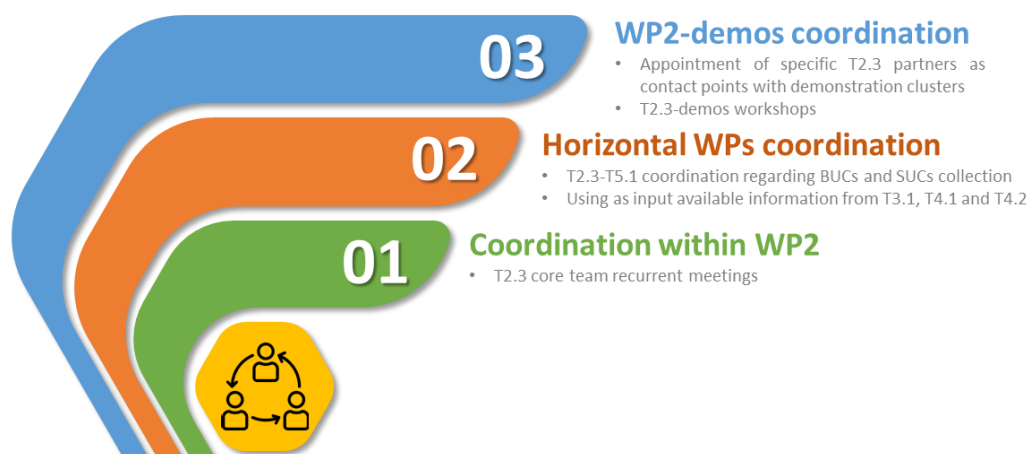 03
WP2-demos coordination
• Appointment of specific T2.3 partners as
contact points with demonstration clusters
• T2.3-demos workshops
02
Horizontal WPs coordination
• T2.3-T5.1 coordination regarding BUCs and SUCs collection
• Using as input available information from T3.1, T4.1 and T4.2
01
Coordination within WP2
• T2.3 core team recurrent meetings